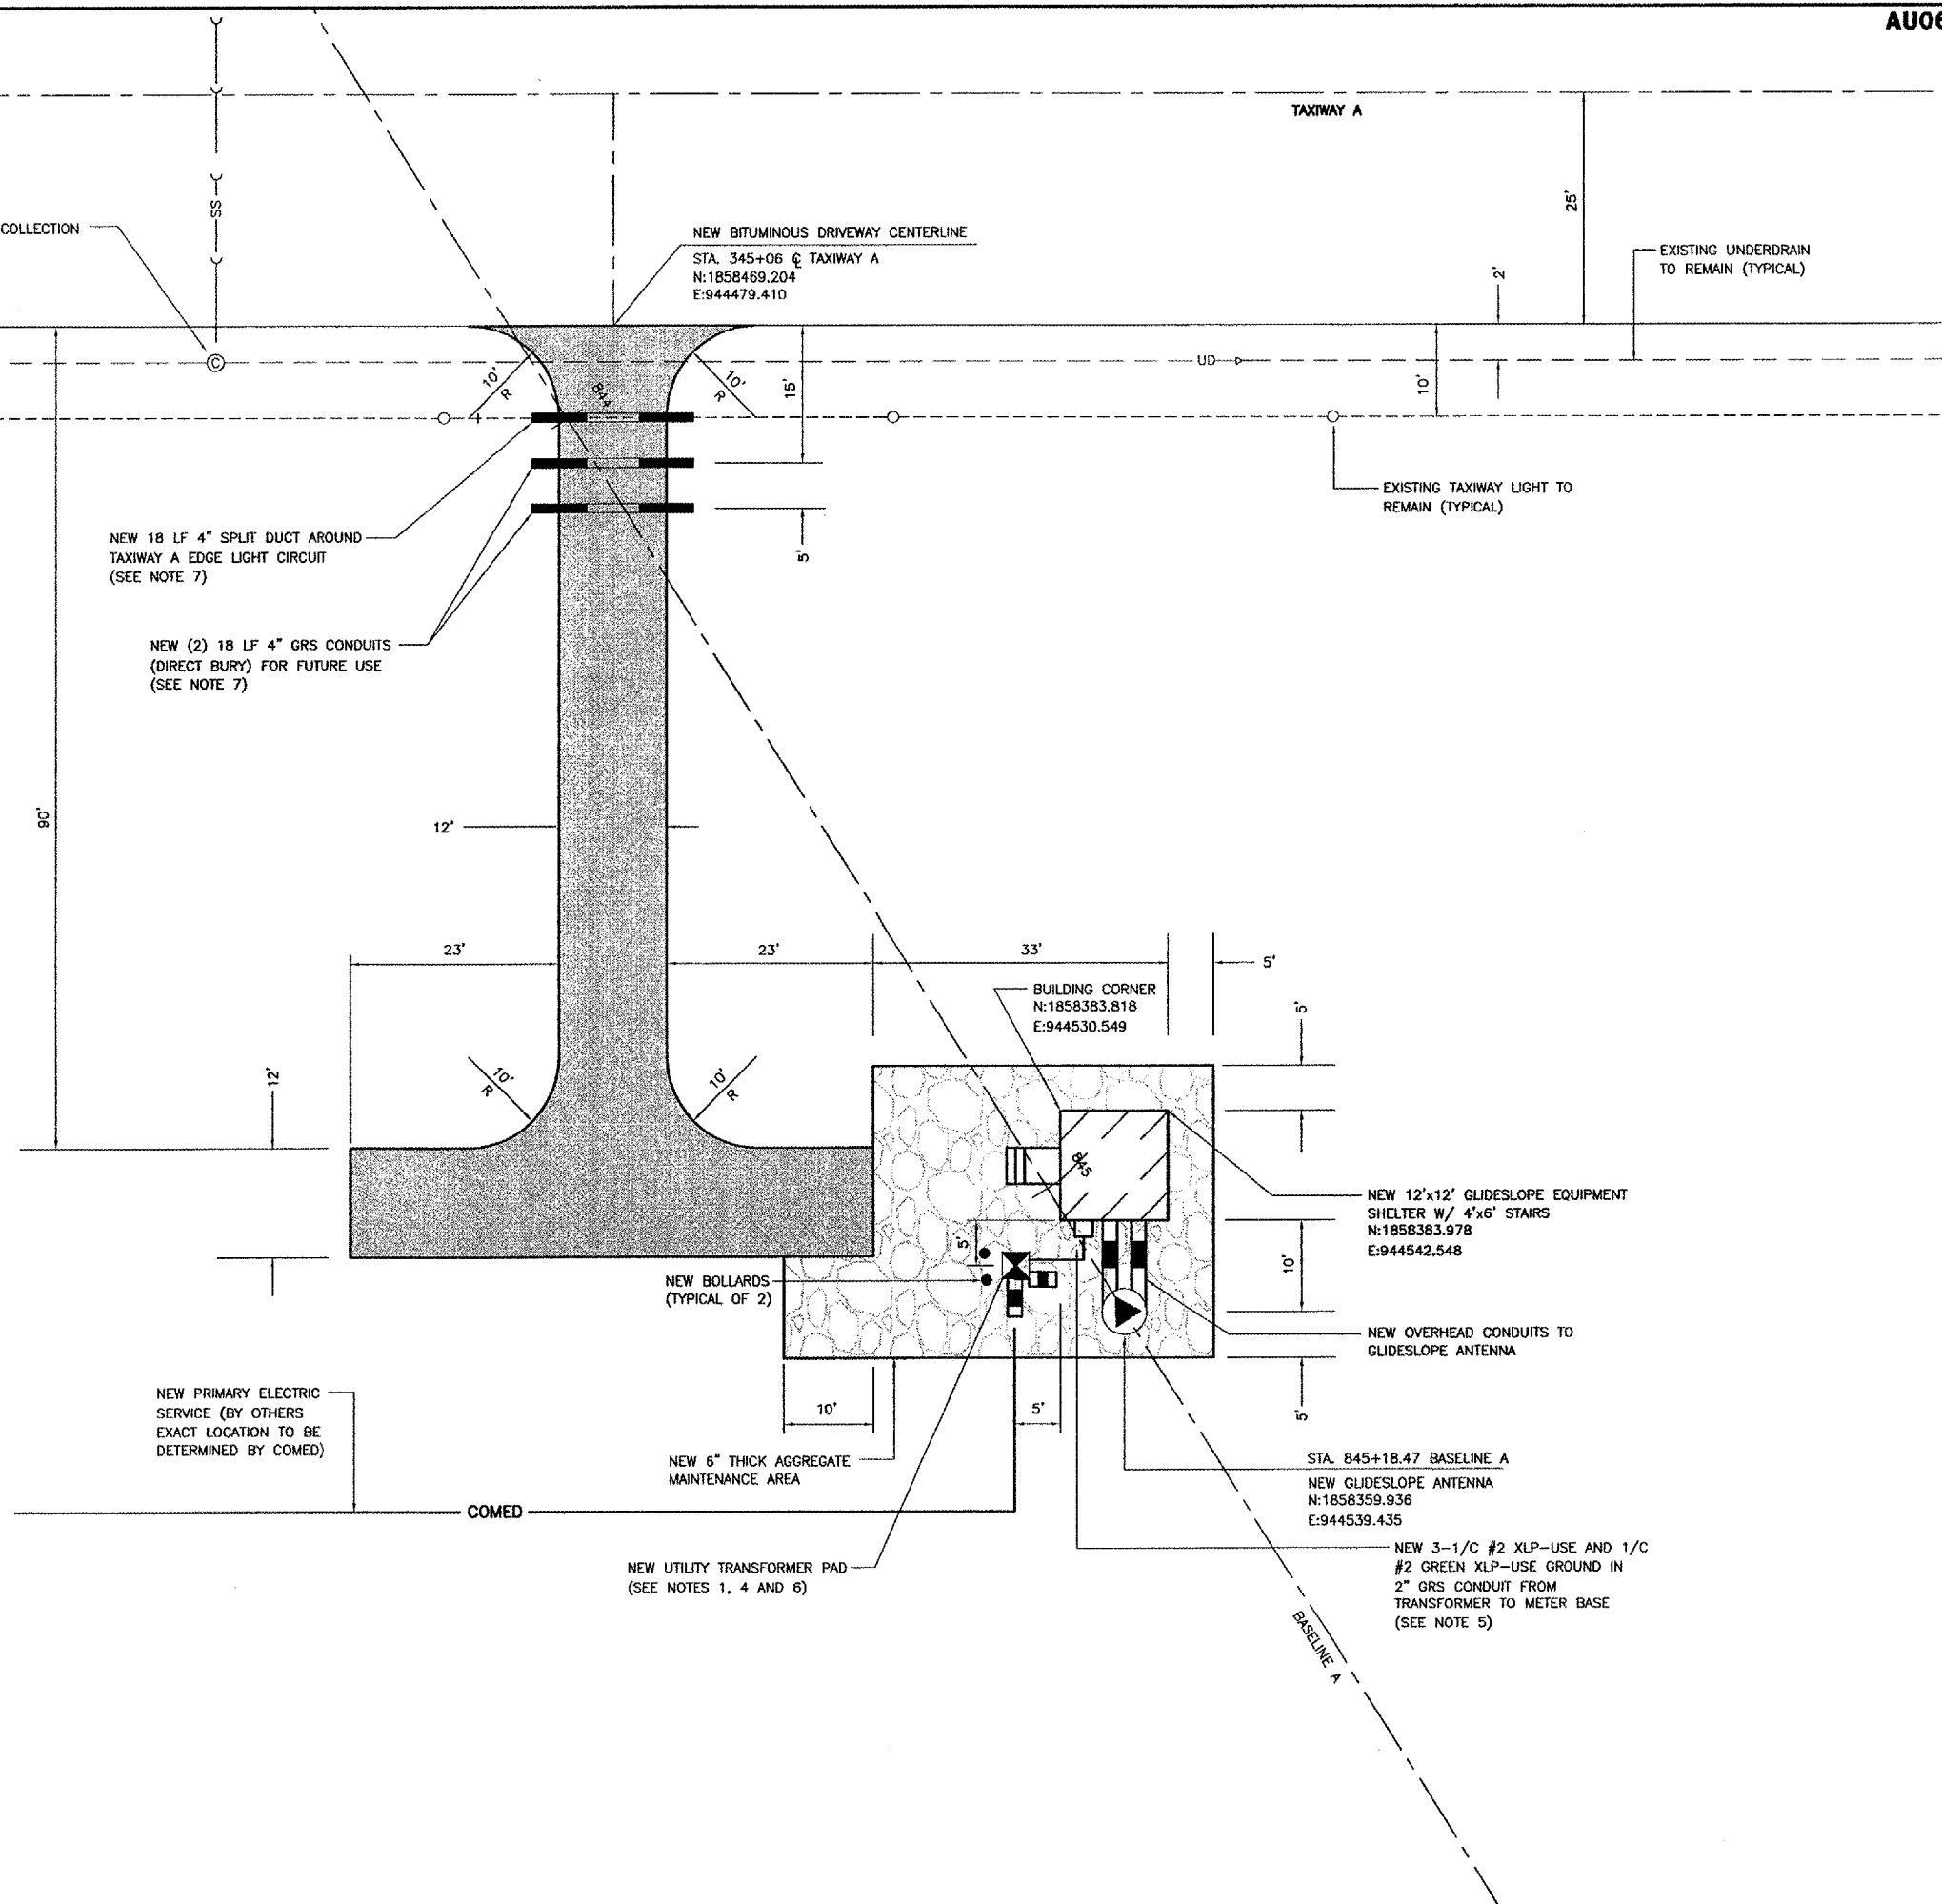 AU06
TAXIWAY A
25'
SS
COLLECTION
NEW BITUMINOUS DRIVEWAY CENTERLINE
STA. 345+06 ℄ TAXIWAY A
N:1858469.204
E:944479.410
EXISTING UNDERDRAIN
TO REMAIN (TYPICAL)
2'
©
UD
10'
R
10'
R
15'
10'
844
EXISTING TAXIWAY LIGHT TO
REMAIN (TYPICAL)
NEW 18 LF 4" SPLIT DUCT AROUND
TAXIWAY A EDGE LIGHT CIRCUIT
(SEE NOTE 7)
5'
NEW (2) 18 LF 4" GRS CONDUITS
(DIRECT BURY) FOR FUTURE USE
(SEE NOTE 7)
90'
12'
23'
23'
33'
5'
BUILDING CORNER
N:1858383.818
E:944530.549
5'
12'
10'
R
10'
R
845
NEW 12'x12' GLIDESLOPE EQUIPMENT
SHELTER W/ 4'x6' STAIRS
N:1858383.978
E:944542.548
5'
10'
NEW BOLLARDS
(TYPICAL OF 2)
NEW OVERHEAD CONDUITS TO
GLIDESLOPE ANTENNA
NEW PRIMARY ELECTRIC
SERVICE (BY OTHERS
EXACT LOCATION TO BE
DETERMINED BY COMED)
10'
5'
5'
NEW 6" THICK AGGREGATE
MAINTENANCE AREA
STA. 845+18.47 BASELINE A
NEW GLIDESLOPE ANTENNA
N:1858359.936
E:944539.435
COMED
NEW UTILITY TRANSFORMER PAD
(SEE NOTES 1, 4 AND 6)
NEW 3-1/C #2 XLP-USE AND 1/C
#2 GREEN XLP-USE GROUND IN
2" GRS CONDUIT FROM
TRANSFORMER TO METER BASE
(SEE NOTE 5)
BASELINE A